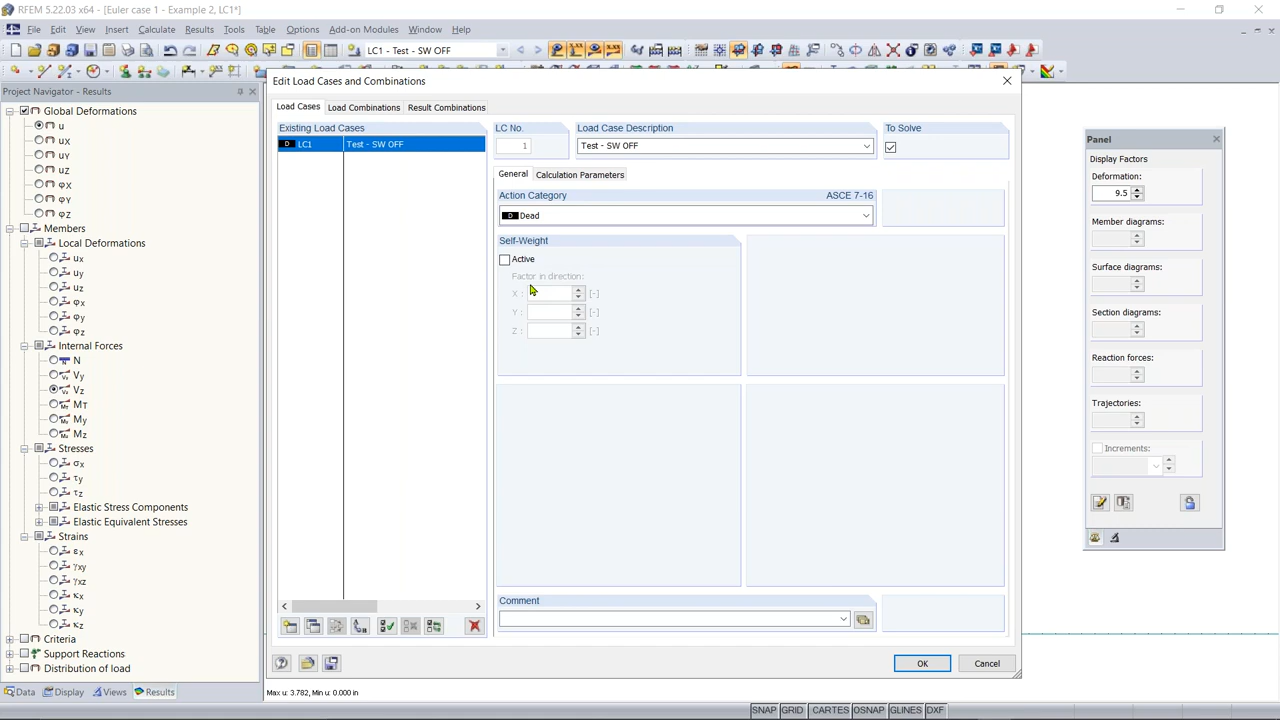 RFEM 5.22.03 x64 - [Euler case 1 - Example 2, LC1*]
File Edit View Insert Calculate Results Tools Table Options Add-on Modules Window Help
LC1 - Test - SW OFF
Project Navigator - Results
Global Deformations
u
ux
uY
uZ
φX
φY
φZ
Members
Local Deformations
ux
uy
uz
φx
φy
φz
Internal Forces
N
Vy
Vz
MT
My
Mz
Stresses
σx
τy
τz
Elastic Stress Components
Elastic Equivalent Stresses
Strains
εx
γxy
γxz
κx
κy
κz
Criteria
Support Reactions
Distribution of load
Data Display Views Results
Edit Load Cases and Combinations
Load Cases Load Combinations Result Combinations
Existing Load Cases
D LC1 Test - SW OFF
LC No.
1
Load Case Description
Test - SW OFF
To Solve
General Calculation Parameters
Action Category ASCE 7-16
D Dead
Self-Weight
Active
Factor in direction:
X : [-]
Y : [-]
Z : [-]
Comment
OK Cancel
Max u: 3.782, Min u: 0.000 in
Panel
Display Factors
Deformation:
9.5
Member diagrams:
Surface diagrams:
Section diagrams:
Reaction forces:
Trajectories:
Increments:
SNAP GRID CARTES OSNAP GLINES DXF